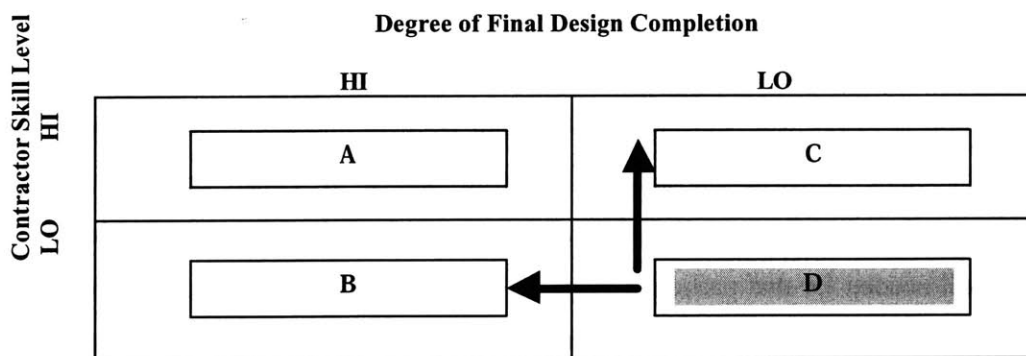 Degree of Final Design Completion
HI LO
Contractor Skill Level
HI
LO
A C
B D